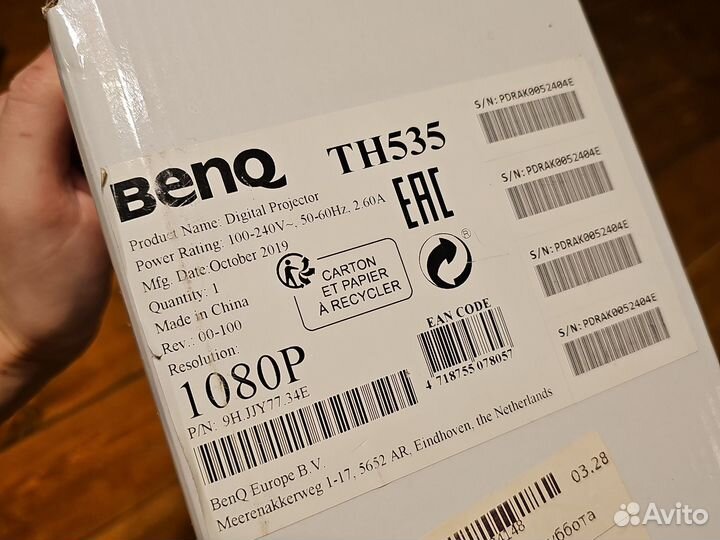 BenQ TH535
Product Name: Digital Projector
Power Rating: 100-240V~, 50-60Hz, 2.60A
Mfg. Date:October 2019
Quantity: 1
Made in China
Rev.: 00-100
Resolution:
1080P
P/N: 9H.JJY77.34E
EAC
CARTON
ET PAPIER
À RECYCLER
®
EAN CODE
4 718755 078057
S/N:PDRAK0052404E
S/N:PDRAK0052404E
S/N:PDRAK0052404E
S/N:PDRAK0052404E
BenQ Europe B.V.
Meerenakkerweg 1-17, 5652 AR, Eindhoven, the Netherlands
03.28
Avito